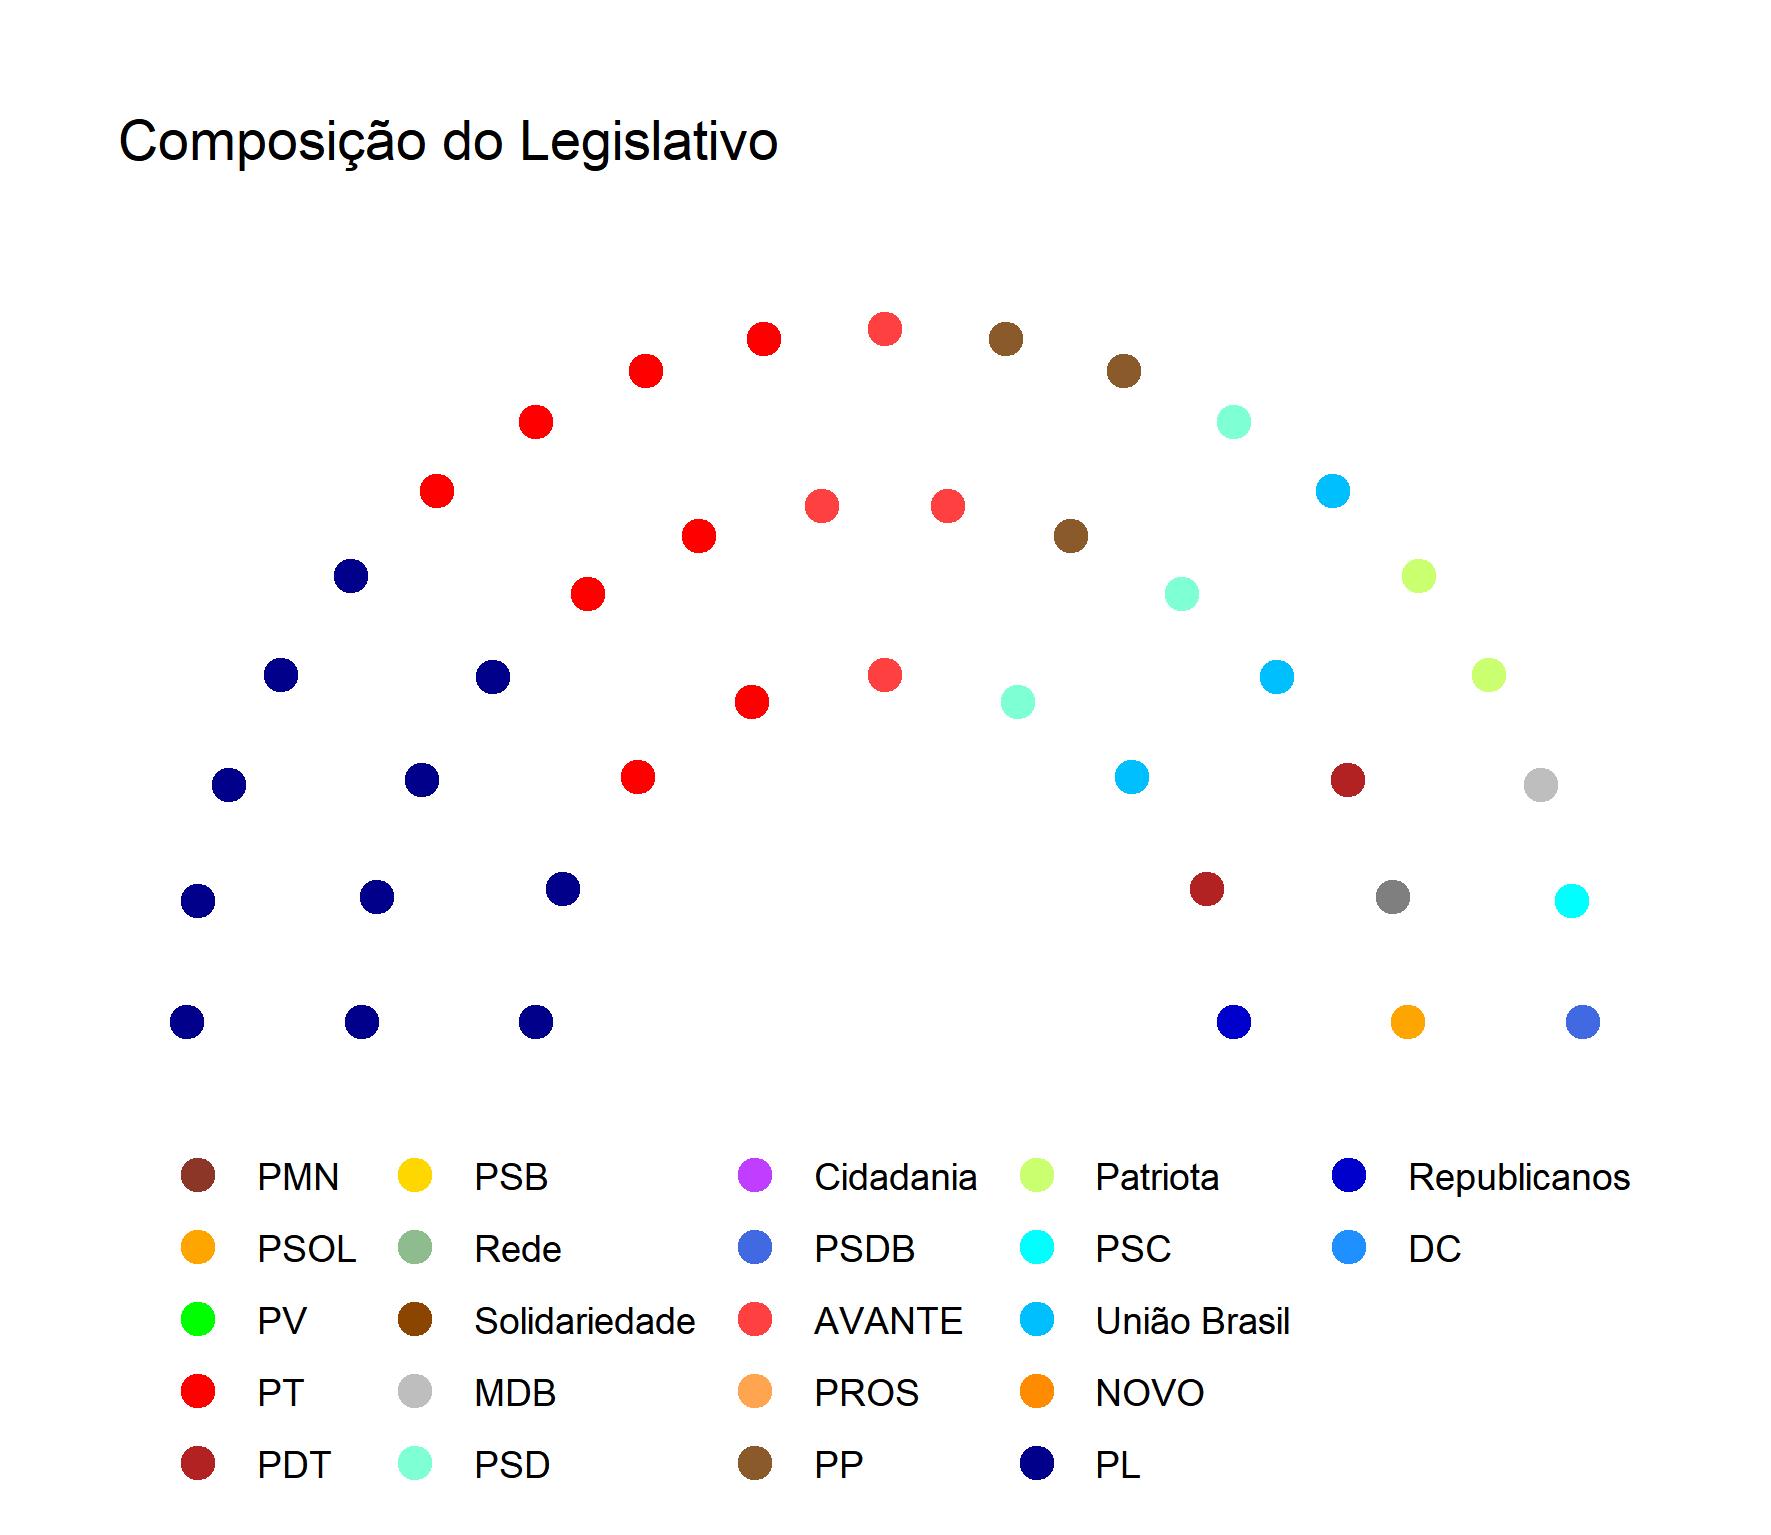 Composição do Legislativo
PMN PSB Cidadania Patriota Republicanos
PSOL Rede PSDB PSC DC
PV Solidariedade AVANTE União Brasil
PT MDB PROS NOVO
PDT PSD PP PL